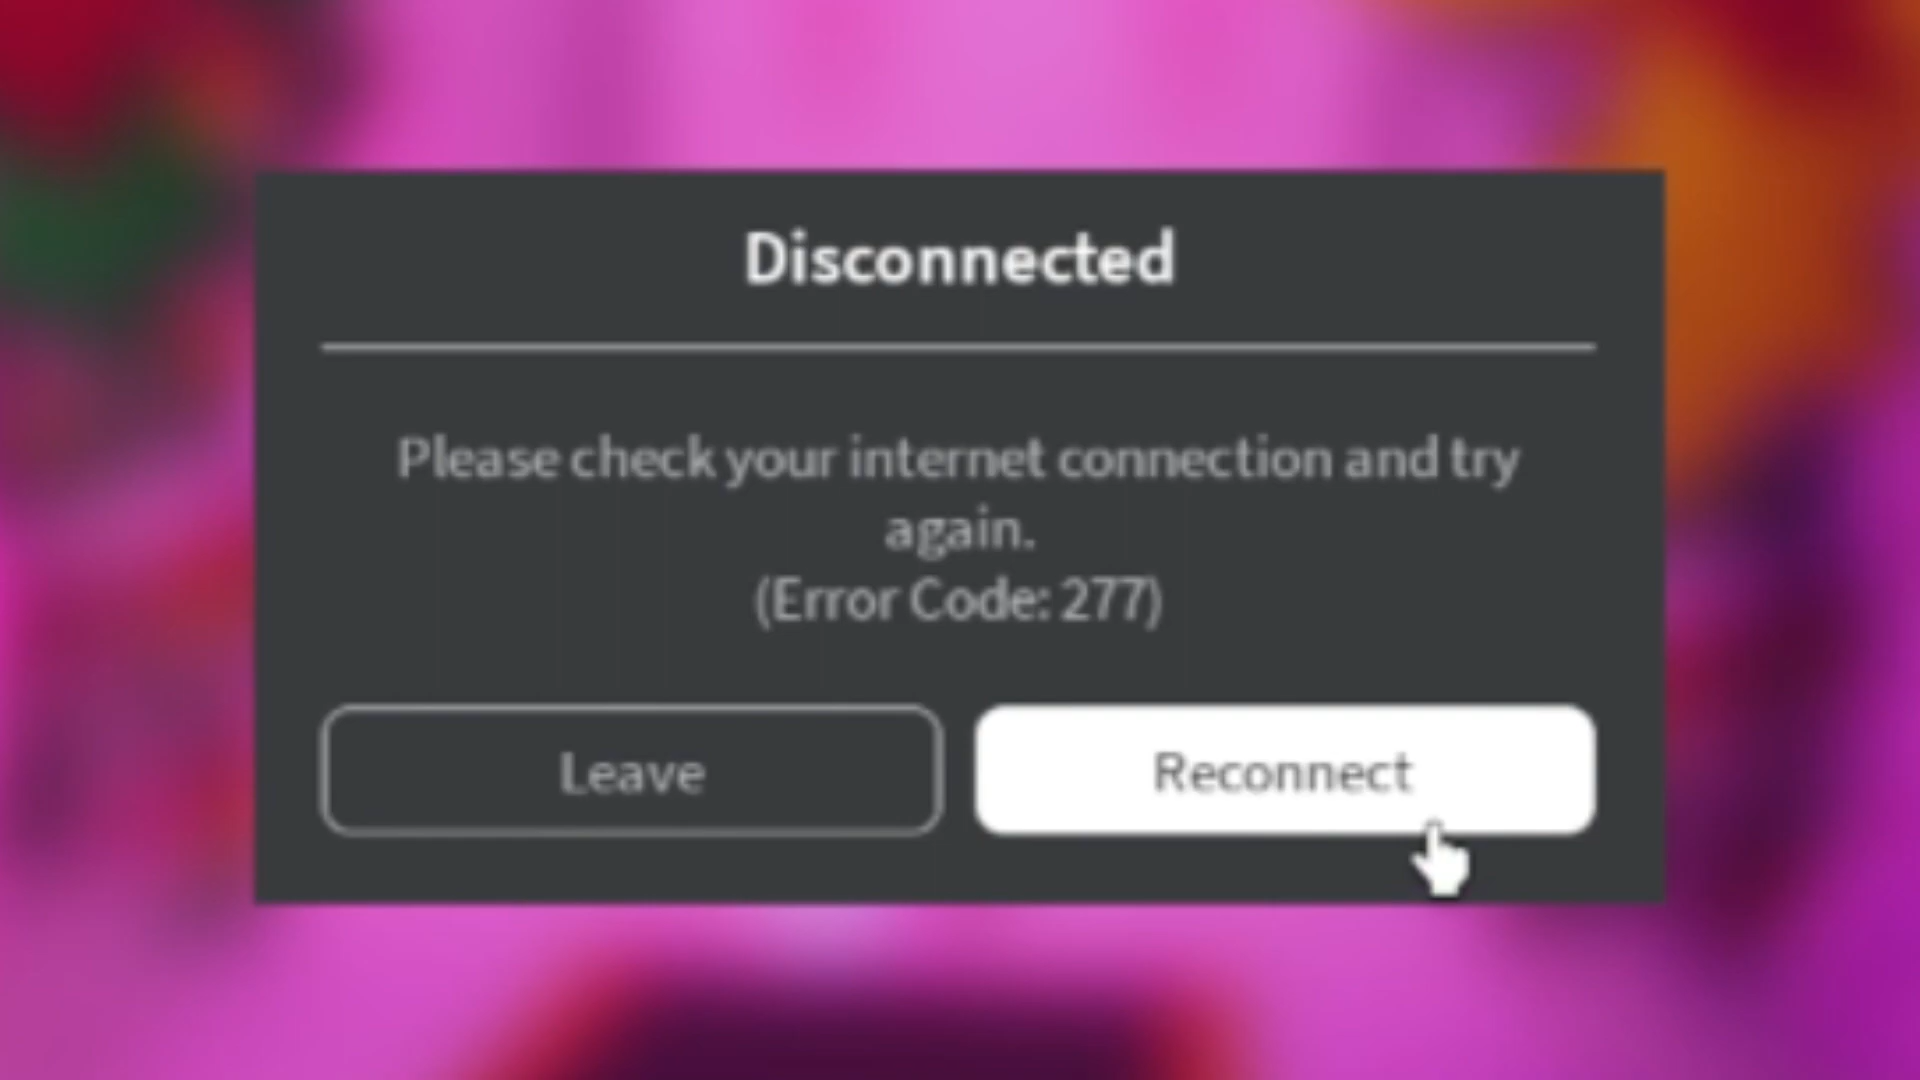 Disconnected
Please check your internet connection and try
again.
(Error Code: 277)
Leave
Reconnect